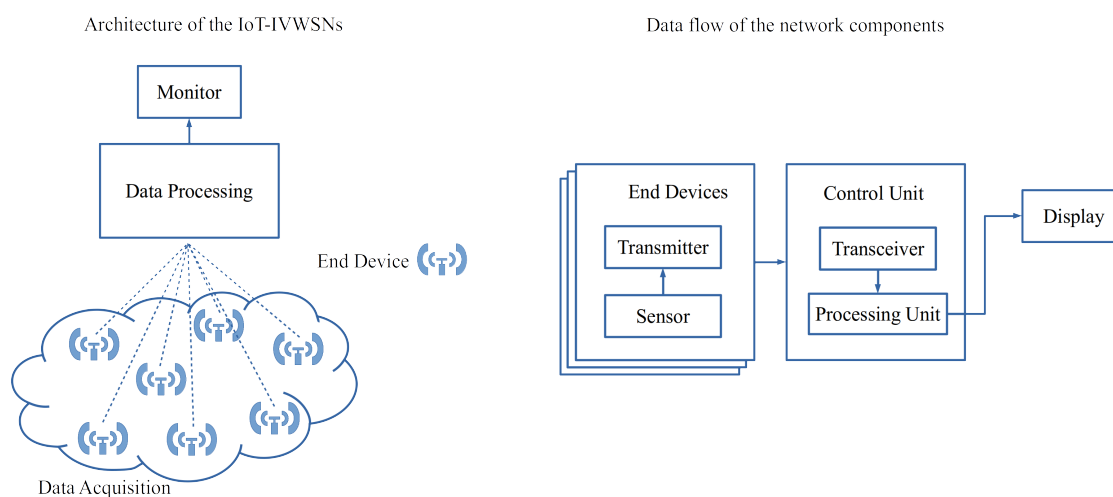 Architecture of the IoT-IVWSNs
Monitor
Data Processing
End Device
Data Acquisition
Data flow of the network components
End Devices
Transmitter
Sensor
Control Unit
Transceiver
Processing Unit
Display